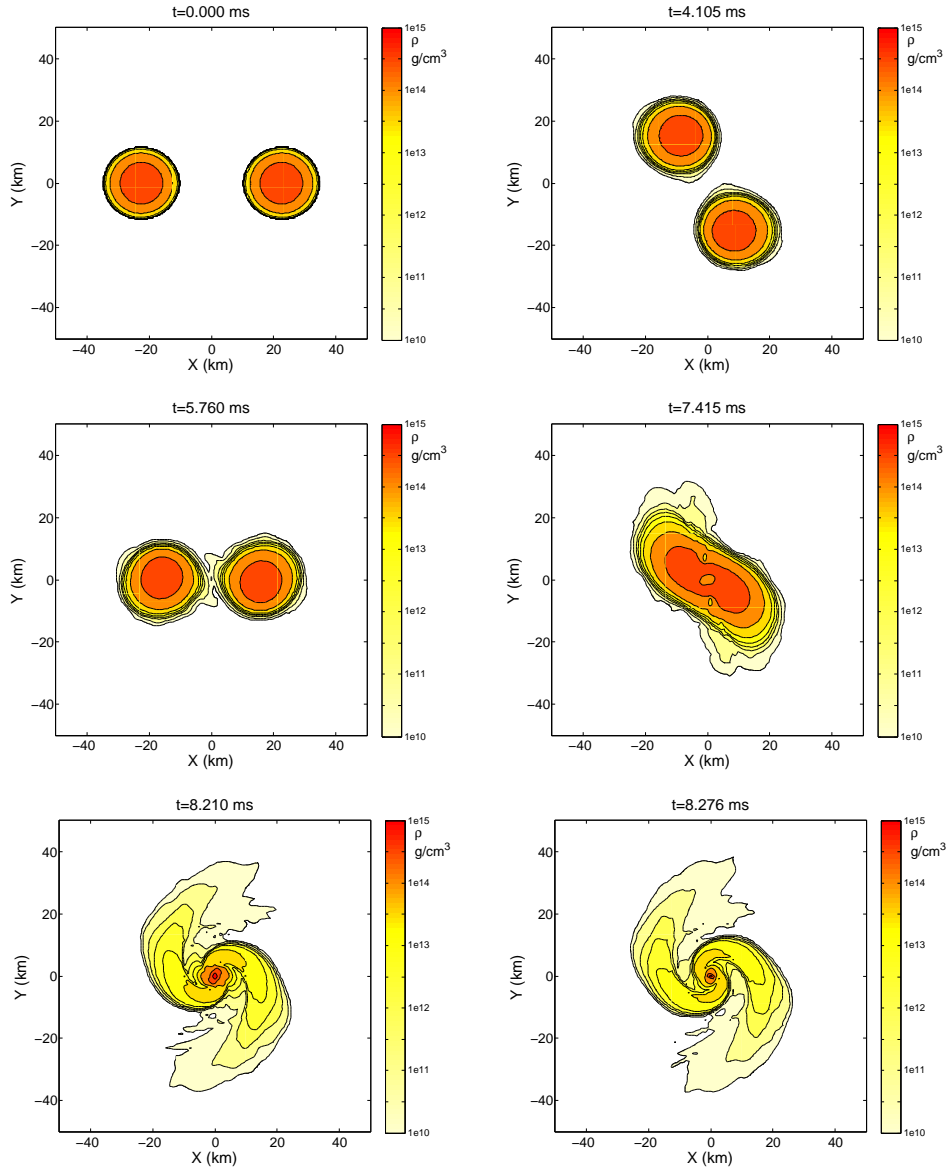 t=0.000 ms
50
40
20
0
−20
−40
−40
−20
0
20
40
X (km)
Y (km)
1e15
1e14
1e13
1e12
1e11
1e10
ρ
g/cm3
t=4.105 ms
40
20
0
−20
−40
−40
−20
0
20
40
X (km)
Y (km)
1e15
1e14
1e13
1e12
1e11
1e10
ρ
g/cm3
t=5.760 ms
40
20
0
−20
−40
−40
−20
0
20
40
X (km)
Y (km)
1e15
1e14
1e13
1e12
1e11
1e10
ρ
g/cm3
t=7.415 ms
40
20
0
−20
−40
−40
−20
0
20
40
X (km)
Y (km)
1e15
1e14
1e13
1e12
1e11
1e10
ρ
g/cm3
t=8.210 ms
40
20
0
−20
−40
−40
−20
0
20
40
X (km)
Y (km)
1e15
1e14
1e13
1e12
1e11
1e10
ρ
g/cm3
t=8.276 ms
40
20
0
−20
−40
−40
−20
0
20
40
X (km)
Y (km)
1e15
1e14
1e13
1e12
1e11
1e10
ρ
g/cm3